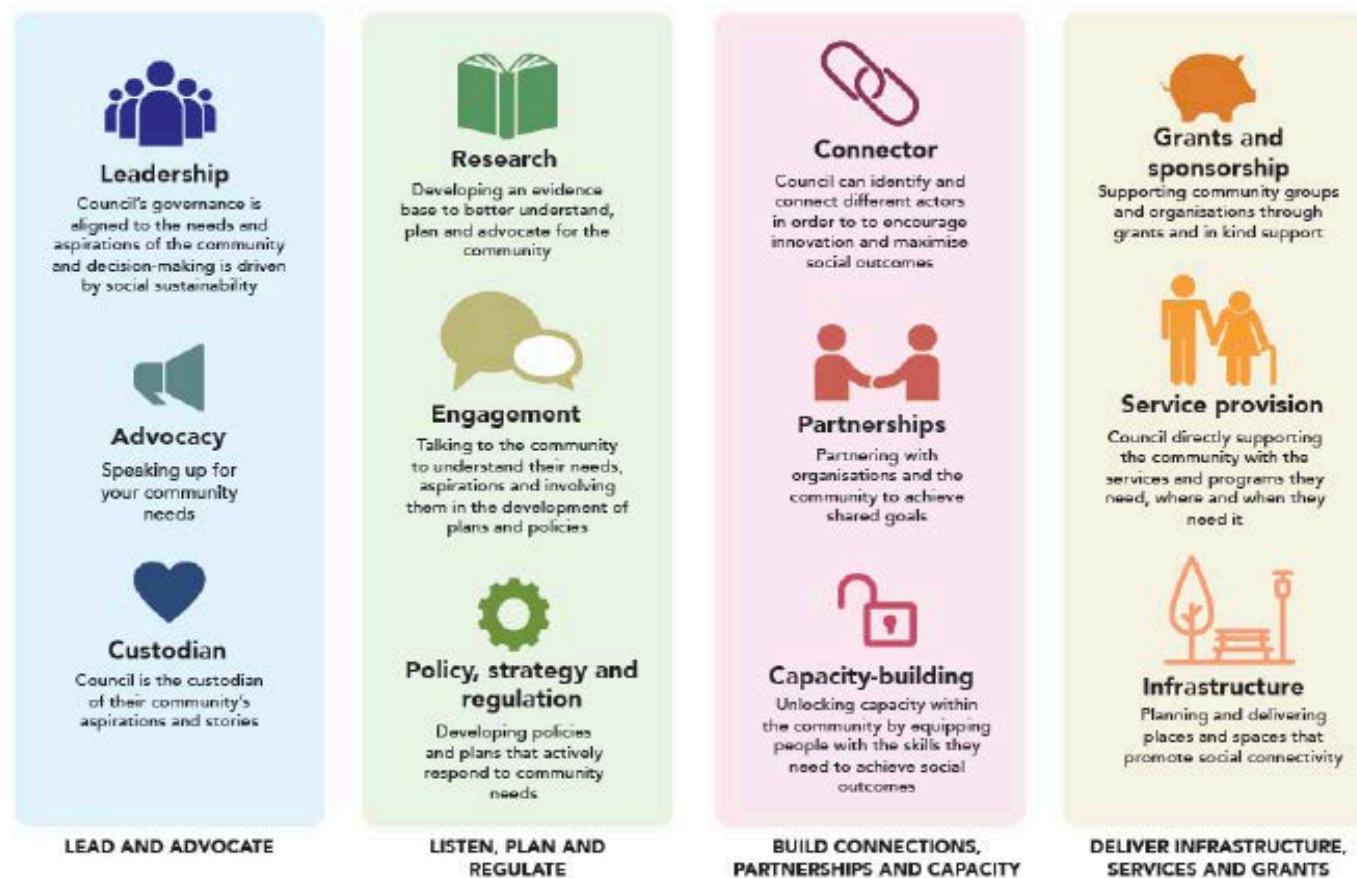 Leadership
Council's governance is
aligned to the needs and
aspirations of the community
and decision-making is driven
by social sustainability
Advocacy
Speaking up for
your community
needs
Custodian
Council is the custodian
of their community's
aspirations and stories
LEAD AND ADVOCATE
Research
Developing an evidence
base to better understand,
plan and advocate for the
community
Engagement
Talking to the community
to understand their needs,
aspirations and involving
them in the development of
plans and policies
Policy, strategy and
regulation
Developing policies
and plans that actively
respond to community
needs
LISTEN, PLAN AND
REGULATE
Connector
Council can identify and
connect different actors
in order to to encourage
innovation and maximise
social outcomes
Partnerships
Partnering with
organisations and the
community to achieve
shared goals
Capacity-building
Unlocking capacity within
the community by equipping
people with the skills they
need to achieve social
outcomes
BUILD CONNECTIONS,
PARTNERSHIPS AND CAPACITY
Grants and
sponsorship
Supporting community groups
and organisations through
grants and in kind support
Service provision
Council directly supporting
the community with the
services and programs they
need, where and when they
need it
Infrastructure
Planning and delivering
places and spaces that
promote social connectivity
DELIVER INFRASTRUCTURE,
SERVICES AND GRANTS